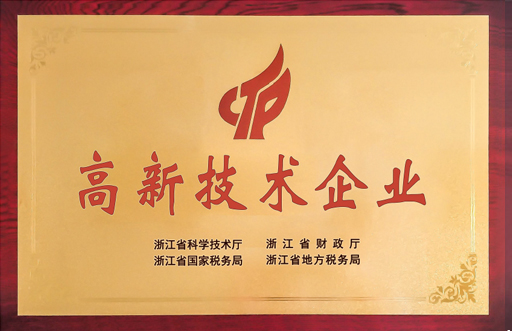 高新技术企业
浙江省科学技术厅 浙江省财政厅
浙江省国家税务局 浙江省地方税务局